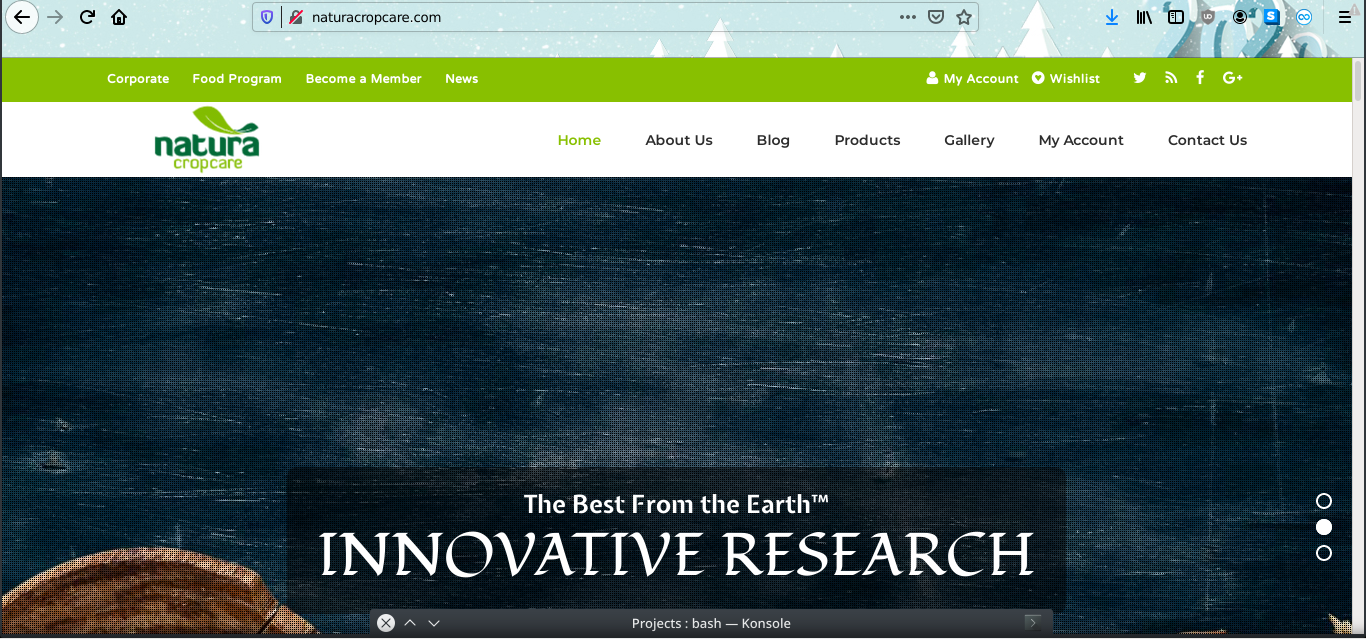 naturacropcare.com
Corporate Food Program Become a Member News My Account Wishlist
natura
cropcare
Home About Us Blog Products Gallery My Account Contact Us
The Best From the Earth™
INNOVATIVE RESEARCH
Projects : bash — Konsole